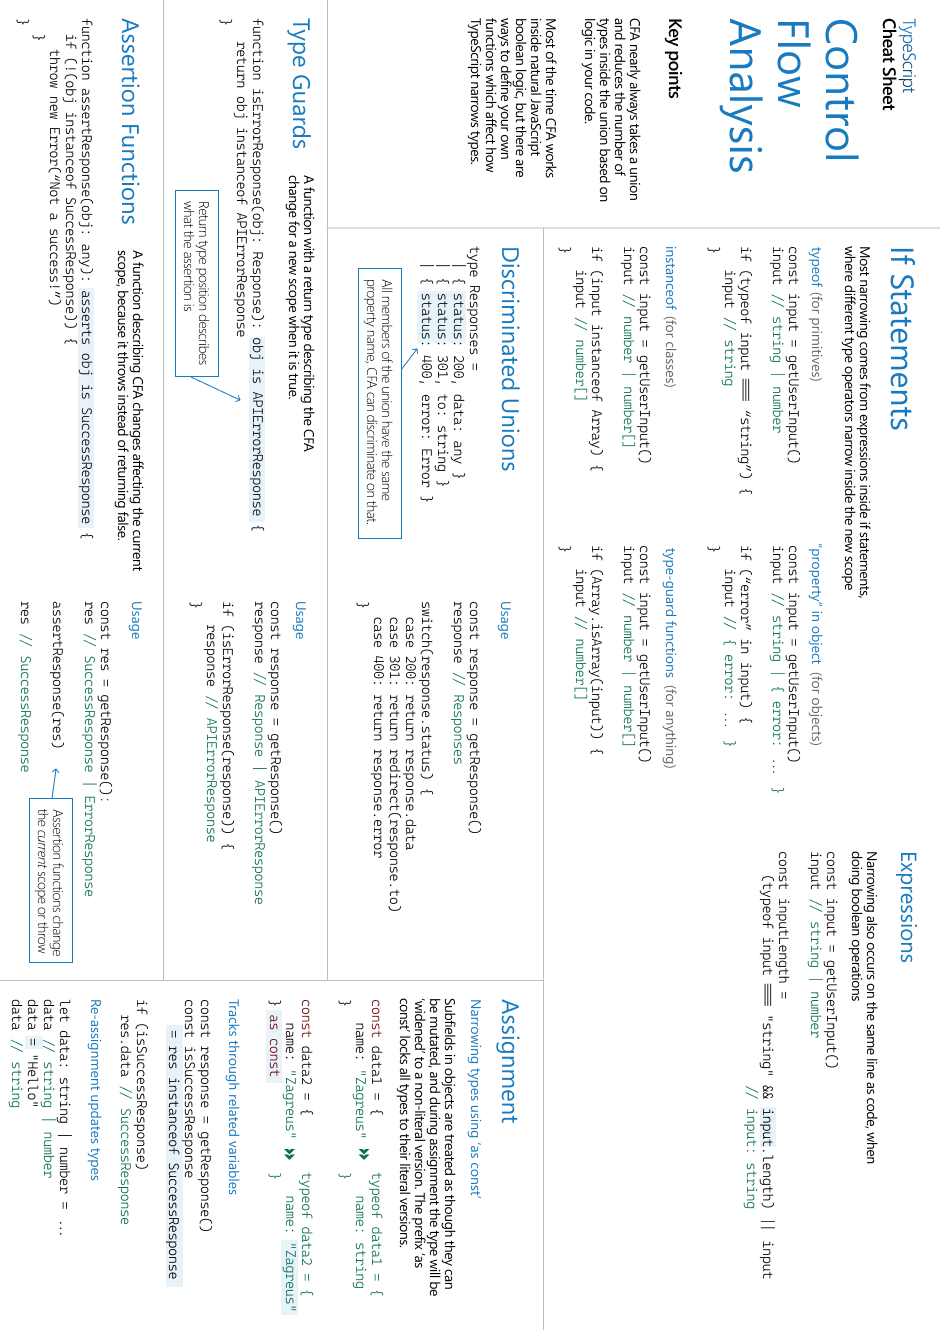 TypeScript
Cheat Sheet
Control
Flow
Analysis
Key points
CFA nearly always takes a union
and reduces the number of
types inside the union based on
logic in your code.
Most of the time CFA works
inside natural JavaScript
boolean logic, but there are
ways to define your own
functions which affect how
TypeScript narrows types.
If Statements
Most narrowing comes from expressions inside if statements,
where different type operators narrow inside the new scope
typeof (for primitives)
const input = getUserInput()
input // string | number
if (typeof input === “string”) {
input // string
}
instanceof (for classes)
const input = getUserInput()
input // number | number[]
if (input instanceof Array) {
input // number[]
}
“property” in object (for objects)
const input = getUserInput()
input // string | { error: ... }
if (“error” in input) {
input // { error: ... }
}
type-guard functions (for anything)
const input = getUserInput()
input // number | number[]
if (Array.isArray(input)) {
input // number[]
}
Expressions
Narrowing also occurs on the same line as code, when
doing boolean operations
const input = getUserInput()
input // string | number
const inputLength =
(typeof input === "string" && input.length) || input
// input: string
Discriminated Unions
type Responses =
| { status: 200, data: any }
| { status: 301, to: string }
| { status: 400, error: Error }
All members of the union have the same
property name, CFA can discriminate on that.
Usage
const response = getResponse()
response // Responses
switch(response.status) {
case 200: return response.data
case 301: return redirect(response.to)
case 400: return response.error
}
Type Guards
A function with a return type describing the CFA
change for a new scope when it is true.
function isErrorResponse(obj: Response): obj is APIErrorResponse {
return obj instanceof APIErrorResponse
}
Return type position describes
what the assertion is
Usage
const response = getResponse()
response // Response | APIErrorResponse
if (isErrorResponse(response)) {
response // APIErrorResponse
}
Assertion Functions
A function describing CFA changes affecting the current
scope, because it throws instead of returning false.
function assertResponse(obj: any): asserts obj is SuccessResponse {
if (!(obj instanceof SuccessResponse)) {
throw new Error(“Not a success!”)
}
}
Usage
const res = getResponse():
res // SuccessResponse | ErrorResponse
assertResponse(res)
res // SuccessResponse
Assertion functions change
the current scope or throw
Assignment
Narrowing types using ‘as const’
Subfields in objects are treated as though they can
be mutated, and during assignment the type will be
‘widened’ to a non-literal version. The prefix ‘as
const’ locks all types to their literal versions.
const data1 = {
name: "Zagreus"
}
typeof data1 = {
name: string
}
const data2 = {
name: "Zagreus"
} as const
typeof data2 = {
name: "Zagreus"
}
Tracks through related variables
const response = getResponse()
const isSuccessResponse
= res instanceof SuccessResponse
if (isSuccessResponse)
res.data // SuccessResponse
Re-assignment updates types
let data: string | number = ...
data // string | number
data = "Hello"
data // string